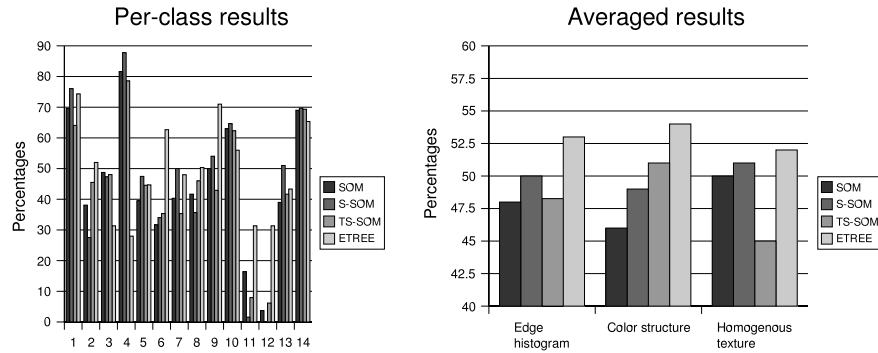 Per-class results
Percentages
90
80
70
60
50
40
30
20
10
0
1 2 3 4 5 6 7 8 9 10 11 12 13 14
SOM
S-SOM
TS-SOM
ETREE
Averaged results
Percentages
60
57.5
55
52.5
50
47.5
45
42.5
40
Edge histogram
Color structure
Homogenous texture
SOM
S-SOM
TS-SOM
ETREE